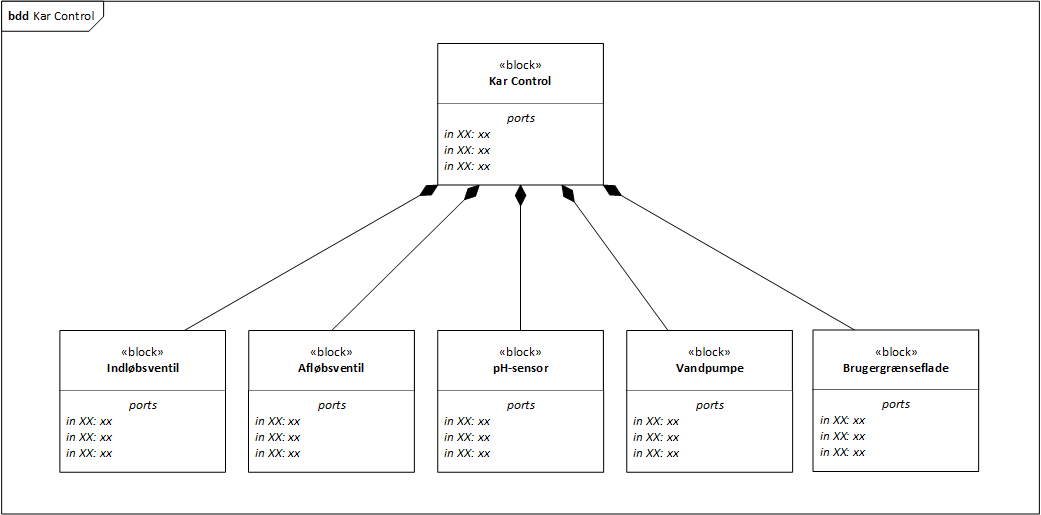 bdd Kar Control
«block»
Kar Control
ports
in XX: xx
in XX: xx
in XX: xx
«block»
Indløbsventil
ports
in XX: xx
in XX: xx
in XX: xx
«block»
Afløbsventil
ports
in XX: xx
in XX: xx
in XX: xx
«block»
pH-sensor
ports
in XX: xx
in XX: xx
in XX: xx
«block»
Vandpumpe
ports
in XX: xx
in XX: xx
in XX: xx
«block»
Brugergrænseflade
ports
in XX: xx
in XX: xx
in XX: xx